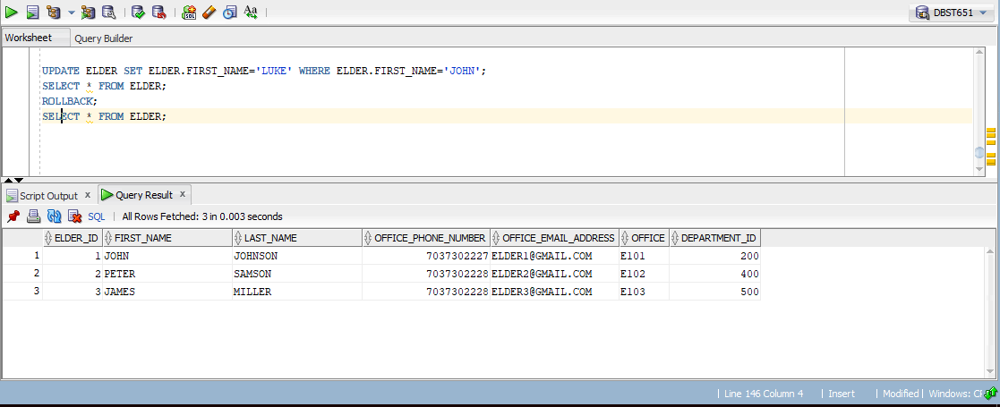 DBST651
Worksheet Query Builder
UPDATE ELDER SET ELDER.FIRST_NAME='LUKE' WHERE ELDER.FIRST_NAME='JOHN';
SELECT * FROM ELDER;
ROLLBACK;
SELECT * FROM ELDER;
Script Output x Query Result x
SQL | All Rows Fetched: 3 in 0.003 seconds
ELDER_ID FIRST_NAME LAST_NAME OFFICE_PHONE_NUMBER OFFICE_EMAIL_ADDRESS OFFICE DEPARTMENT_ID
1 1 JOHN JOHNSON 7037302227 ELDER1@GMAIL.COM E101 200
2 2 PETER SAMSON 7037302228 ELDER2@GMAIL.COM E102 400
3 3 JAMES MILLER 7037302228 ELDER3@GMAIL.COM E103 500
| Line 146 Column 4 | Insert | Modified | Windows: